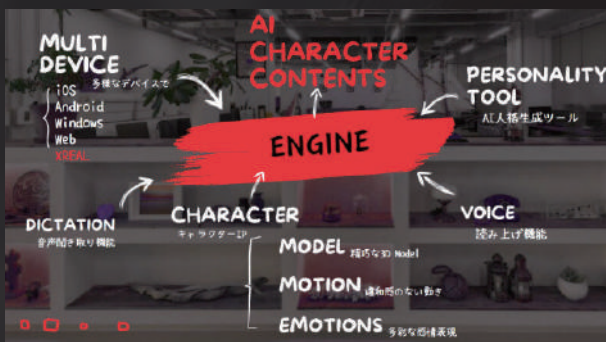 AI
CHARACTER
CONTENTS
MULTI
DEVICE
多様なデバイスで
iOS
Android
Windows
Web
XREAL
PERSONALITY
TOOL
AI人格生成ツール
ENGINE
DICTATION
音声聞き取り機能
CHARACTER
キャラクターIP
VOICE
読み上げ機能
MODEL 精巧な3D Model
MOTION 違和感のない動き
EMOTIONS 多彩な感情表現